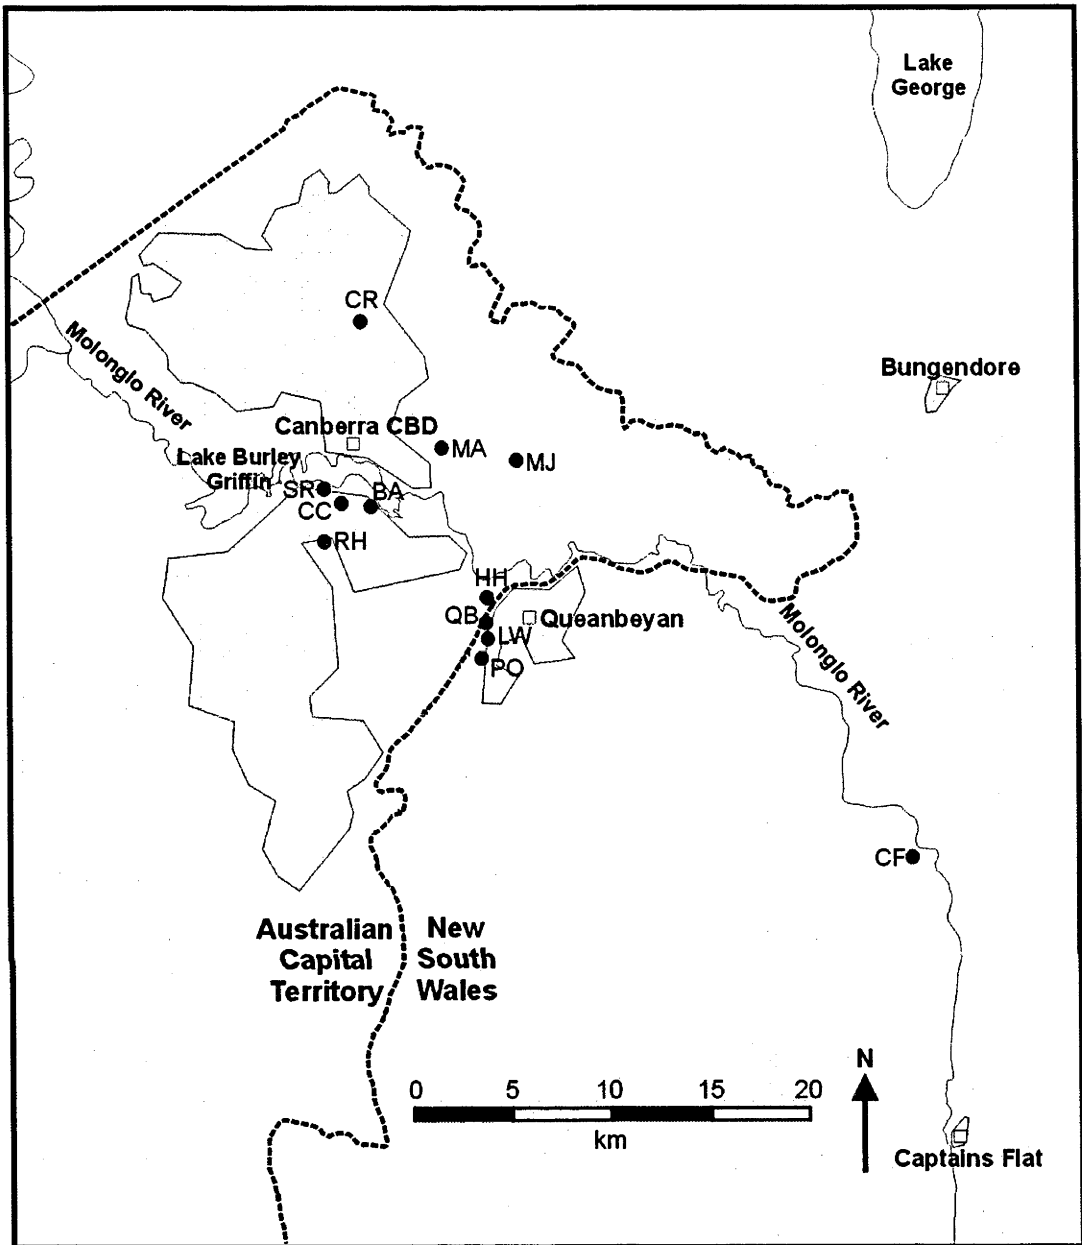 Lake
George
CR
Molonglo River
Bungendore
Canberra CBD
MA
MJ
Lake Burley
Griffin
SR
BA
CC
RH
HH
QB
Queanbeyan
LW
PO
Molonglo River
CF
Australian
Capital
Territory
New
South
Wales
N
0 5 10 15 20
km
Captains Flat